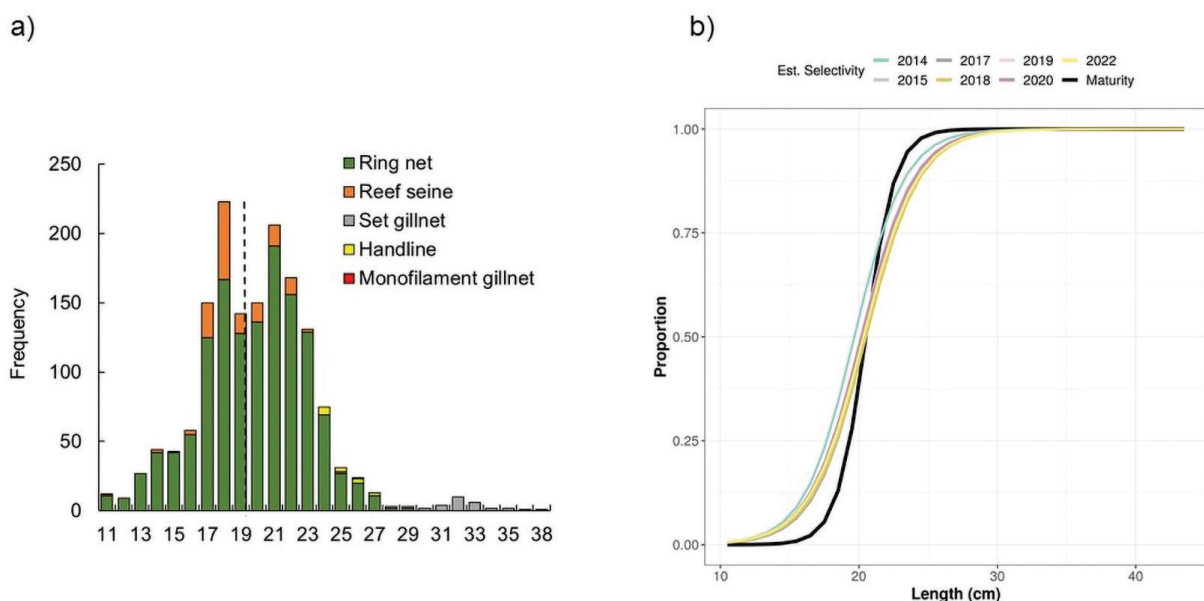 a)
250
200
150
100
50
0
Frequency
Ring net
Reef seine
Set gillnet
Handline
Monofilament gillnet
11 13 15 17 19 21 23 25 27 29 31 33 35 38
b)
Est. Selectivity
2014 2017 2019 2022
2015 2018 2020 Maturity
1.00
0.75
0.50
0.25
0.00
Proportion
10 20 30 40
Length (cm)